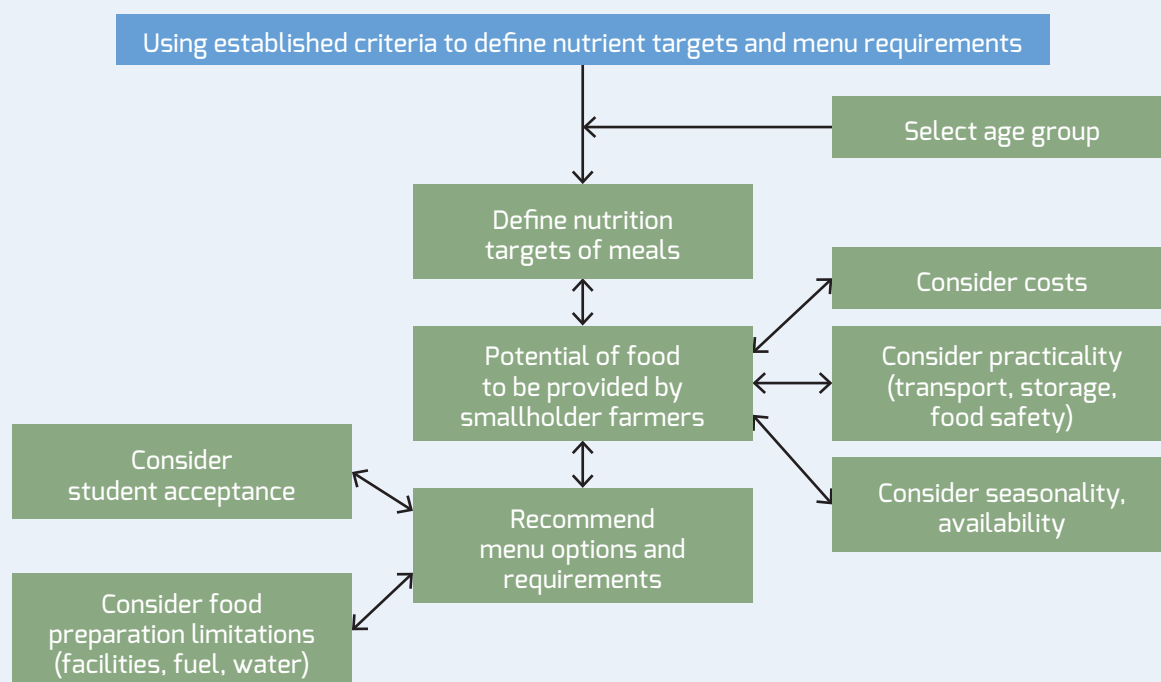 Using established criteria to define nutrient targets and menu requirements
Select age group
Define nutrition
targets of meals
Consider costs
Potential of food
to be provided by
smallholder farmers
Consider practicality
(transport, storage,
food safety)
Consider
student acceptance
Consider seasonality,
availability
Recommend
menu options and
requirements
Consider food
preparation limitations
(facilities, fuel, water)